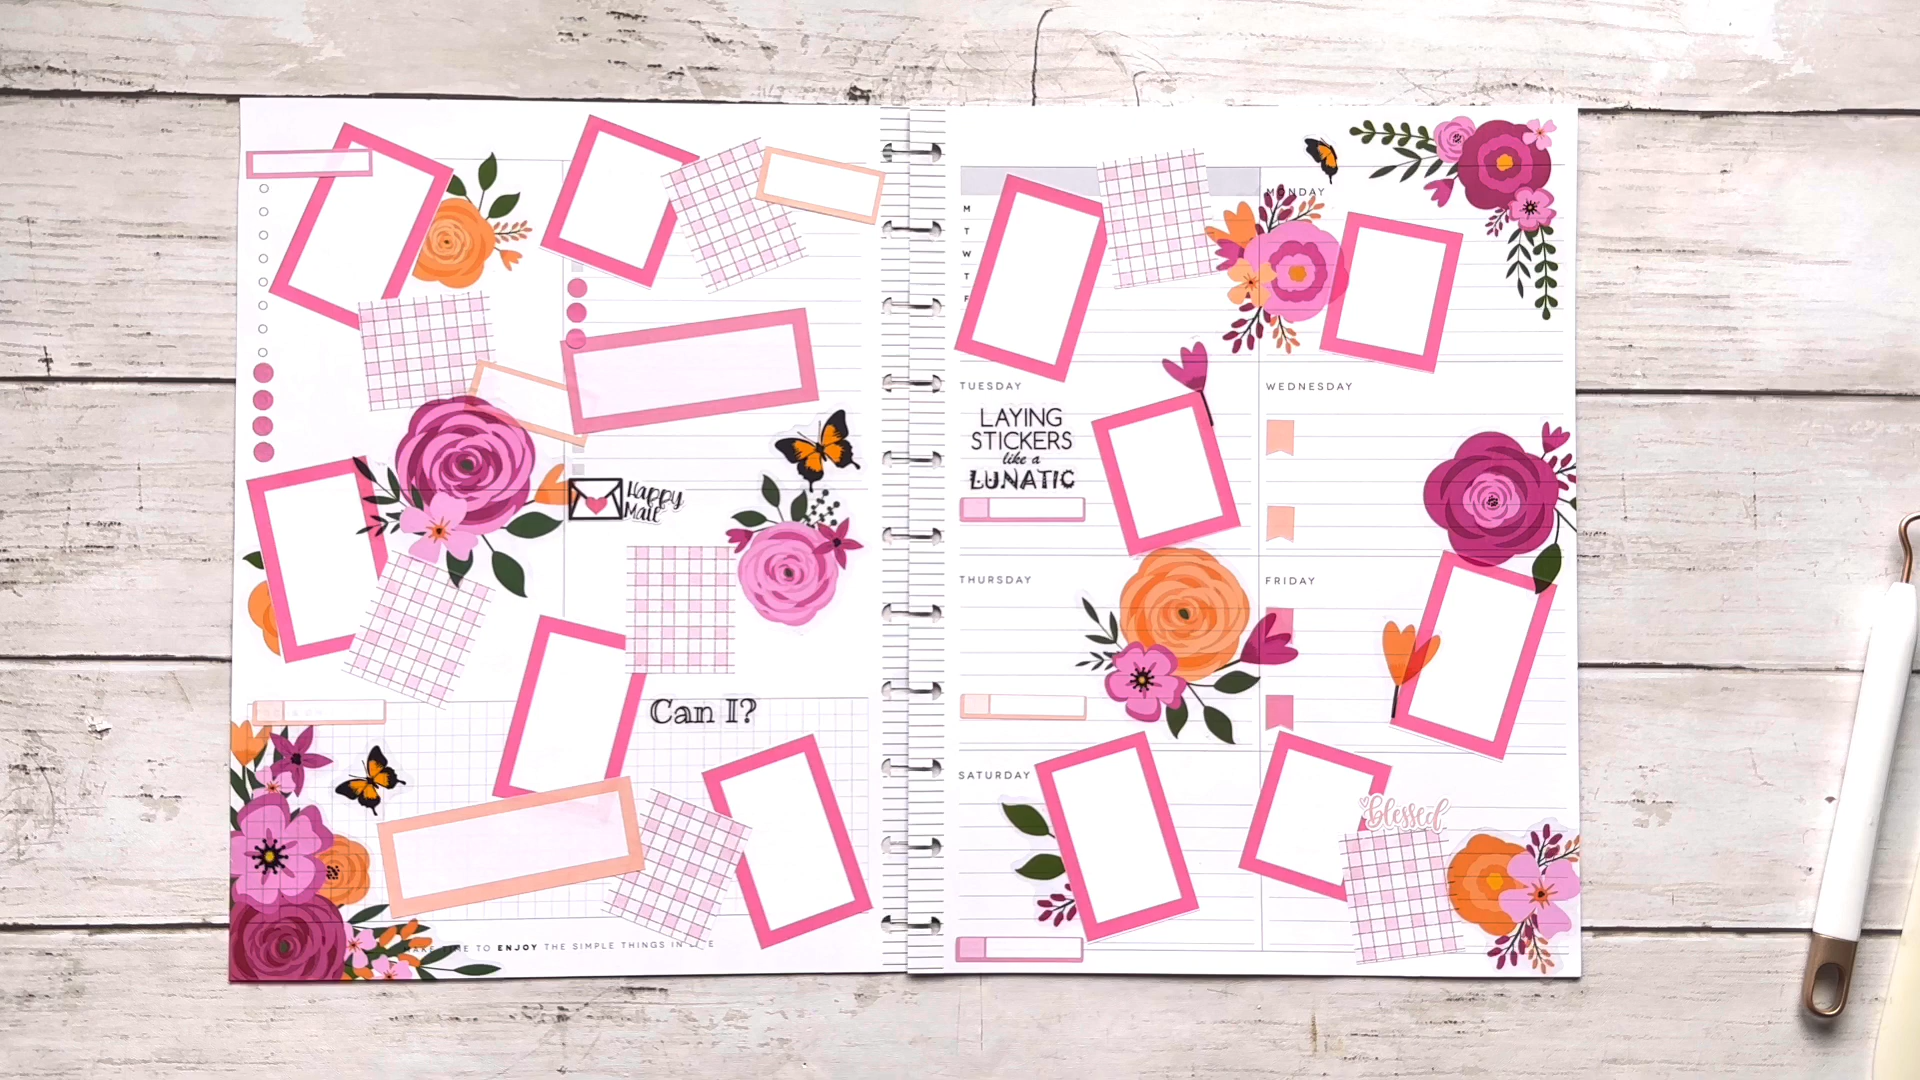 Happy
Mail
Can I?
TIME TO ENJOY THE SIMPLE THINGS IN
M
T
W
T
F
MONDAY
TUESDAY
LAYING
STICKERS
like a
LUNATIC
WEDNESDAY
THURSDAY
FRIDAY
SATURDAY
blessed